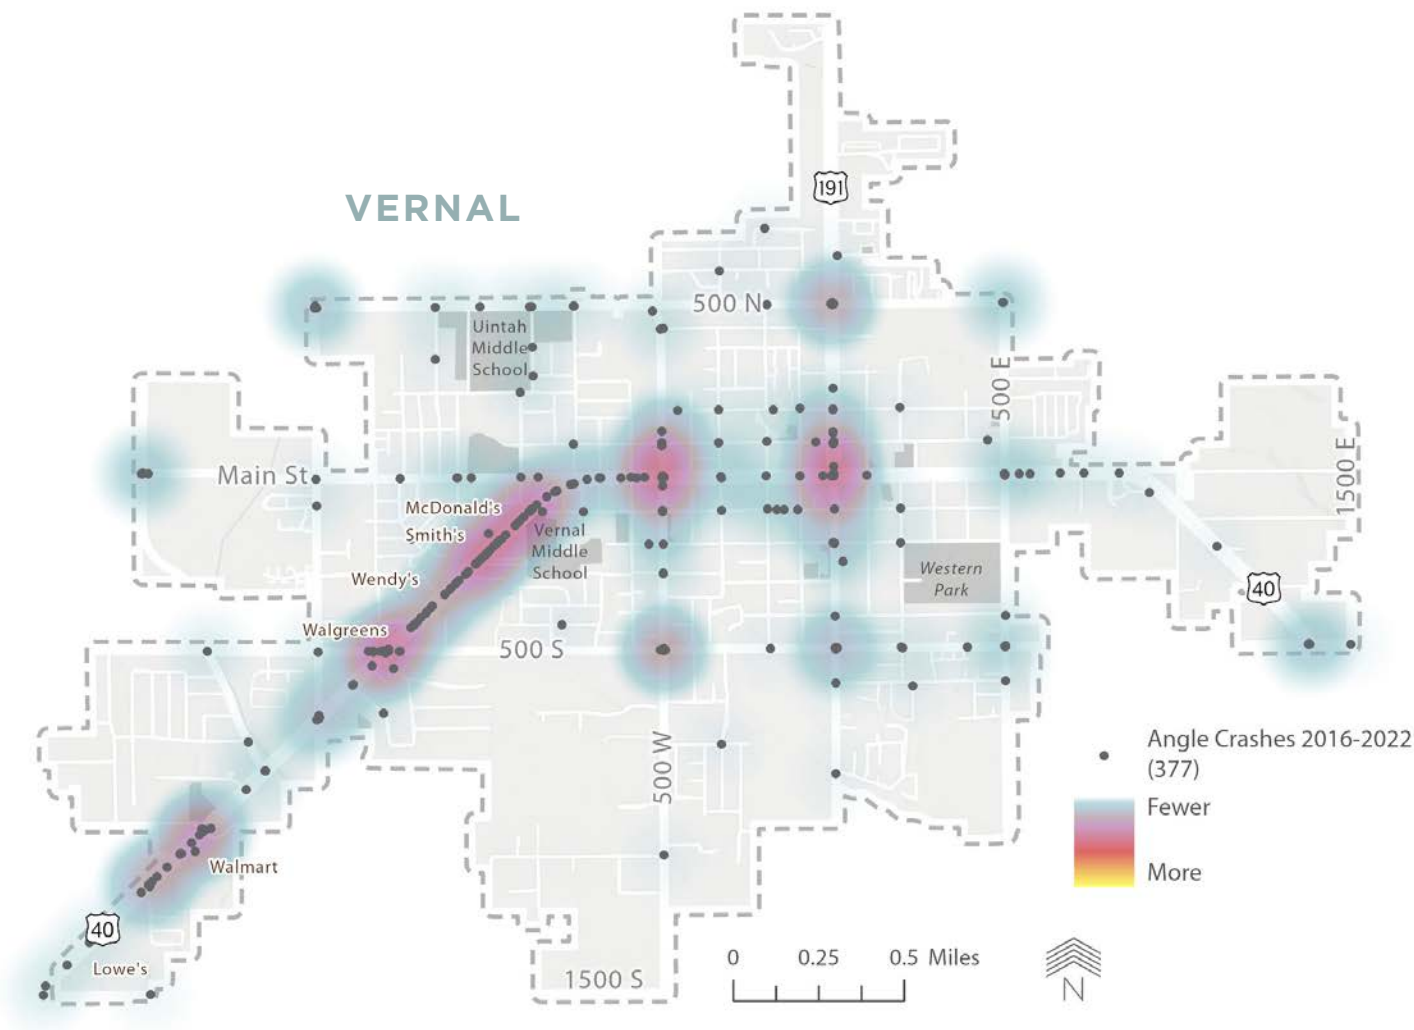 191
VERNAL
500 N
Uintah
Middle
School
500 E
Main St
1500 E
McDonald's
Smith's
Vernal
Middle
School
Wendy's
Western
Park
40
Walgreens
500 S
500 W
Angle Crashes 2016-2022
(377)
Fewer
More
Walmart
40
Lowe's
1500 S
0 0.25 0.5 Miles
N